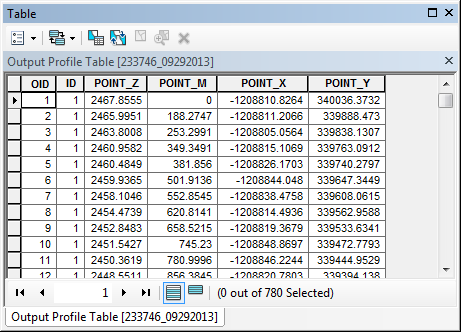 Table
Output Profile Table [233746_09292013]
OID ID POINT_Z POINT_M POINT_X POINT_Y
1 1 2467.8555 0 -1208810.8264 340036.3732
2 1 2465.9951 188.2747 -1208811.2066 339888.473
3 1 2463.8008 253.2991 -1208805.0564 339838.1307
4 1 2460.9582 349.3491 -1208815.1069 339763.0912
5 1 2460.4849 381.856 -1208826.1703 339740.2797
6 1 2459.9365 501.9136 -1208844.048 339647.3449
7 1 2458.1046 552.8545 -1208838.4758 339608.0615
8 1 2454.4739 620.8141 -1208814.4936 339562.9588
9 1 2452.8483 658.5219 -1208819.3679 339533.6341
10 1 2451.5427 745.23 -1208848.8697 339472.7793
11 1 2450.3619 780.9996 -1208846.2244 339444.9529
12 1 2448.5511 856.3845 -1208820.7803 339394.138
1 (0 out of 780 Selected)
Output Profile Table [233746_09292013]